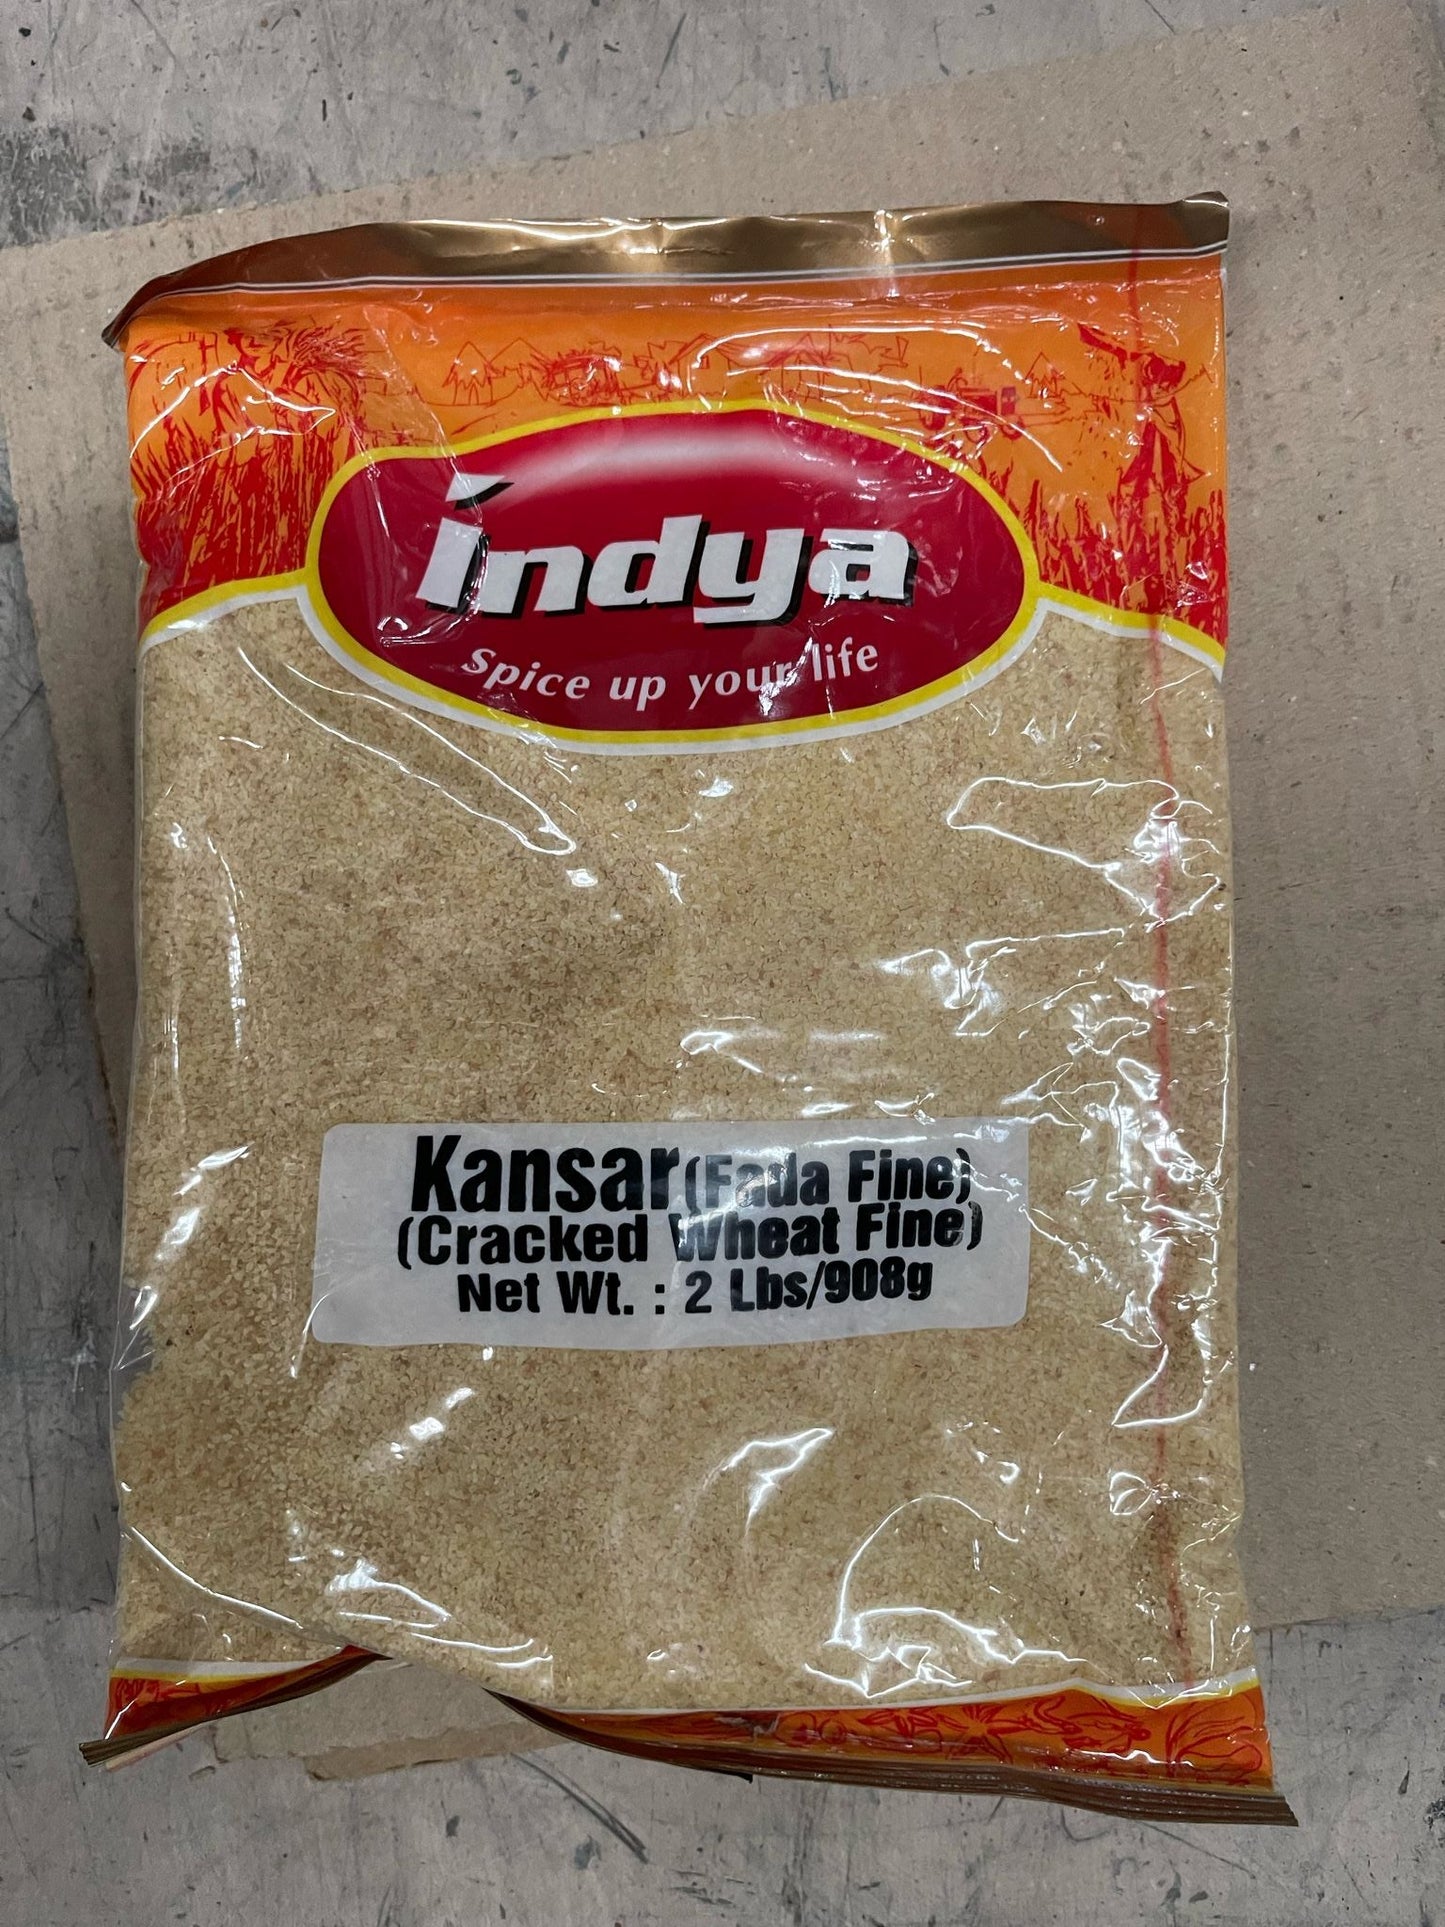 indya
Spice up your life
Kansar (Fada Fine)
(Cracked Wheat Fine)
Net Wt. : 2 Lbs/908g